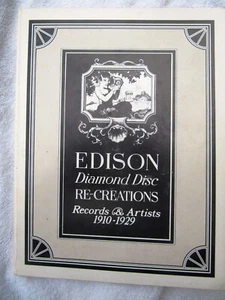 EDISON
Diamond Disc
RE-CREATIONS
Records & Artists
1910-1929